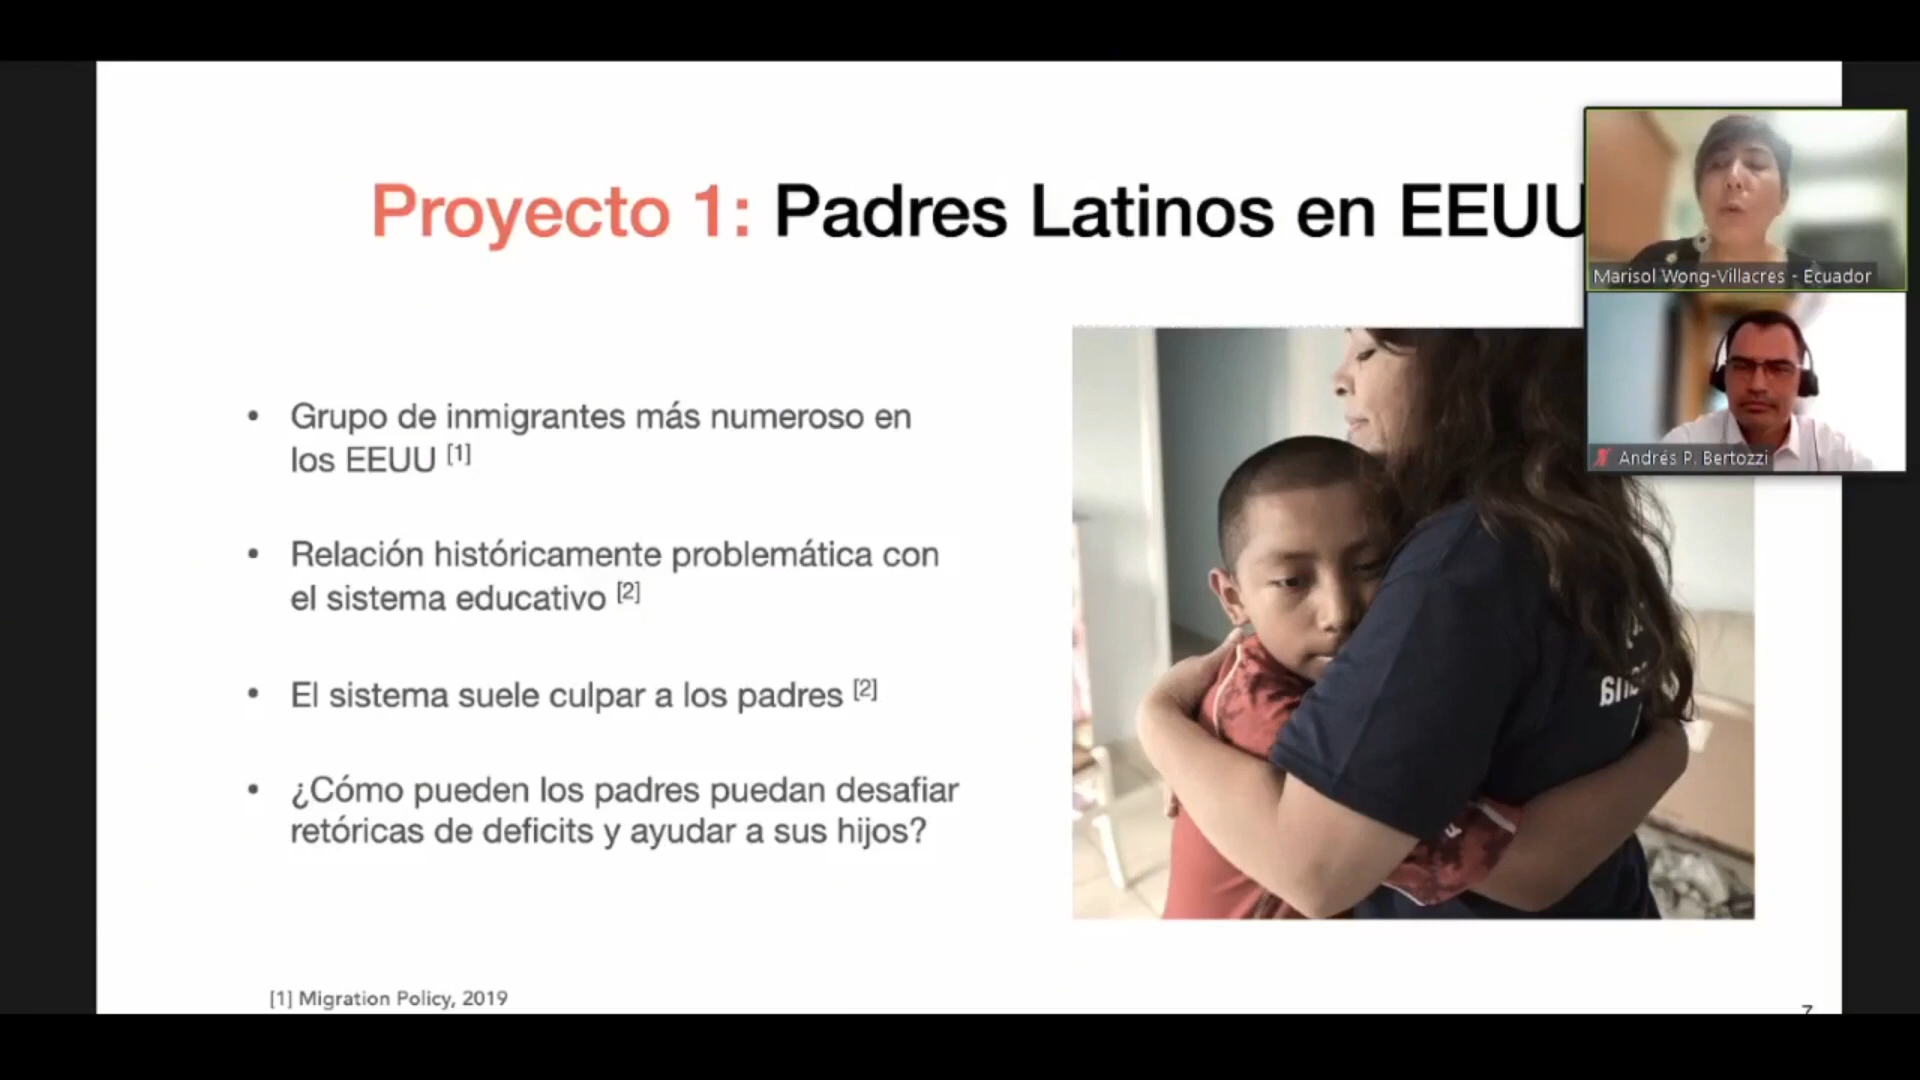 Proyecto 1: Padres Latinos en EEUU
Marisol Wong-Villacres - Ecuador
Andrés P. Bertozzi
• Grupo de inmigrantes más numeroso en
los EEUU [1]
• Relación históricamente problemática con
el sistema educativo [2]
• El sistema suele culpar a los padres [2]
• ¿Cómo pueden los padres puedan desafiar
retóricas de deficits y ayudar a sus hijos?
[1] Migration Policy, 2019
7